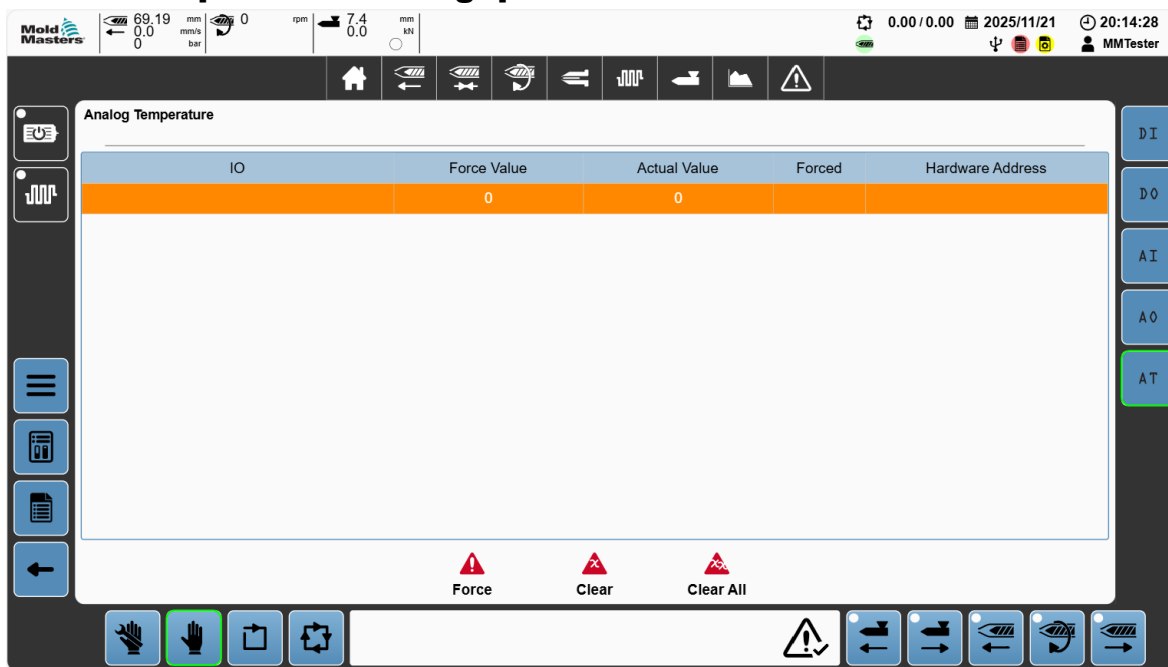 Mold
Masters
69.19 mm
0.0 mm/s
0 bar
0 rpm
7.4 mm
0.0 kN
0.00 / 0.00
2025/11/21
20:14:28
MMTester
Analog Temperature
IO Force Value Actual Value Forced Hardware Address
0 0
DI
DO
AI
AO
AT
Force Clear Clear All